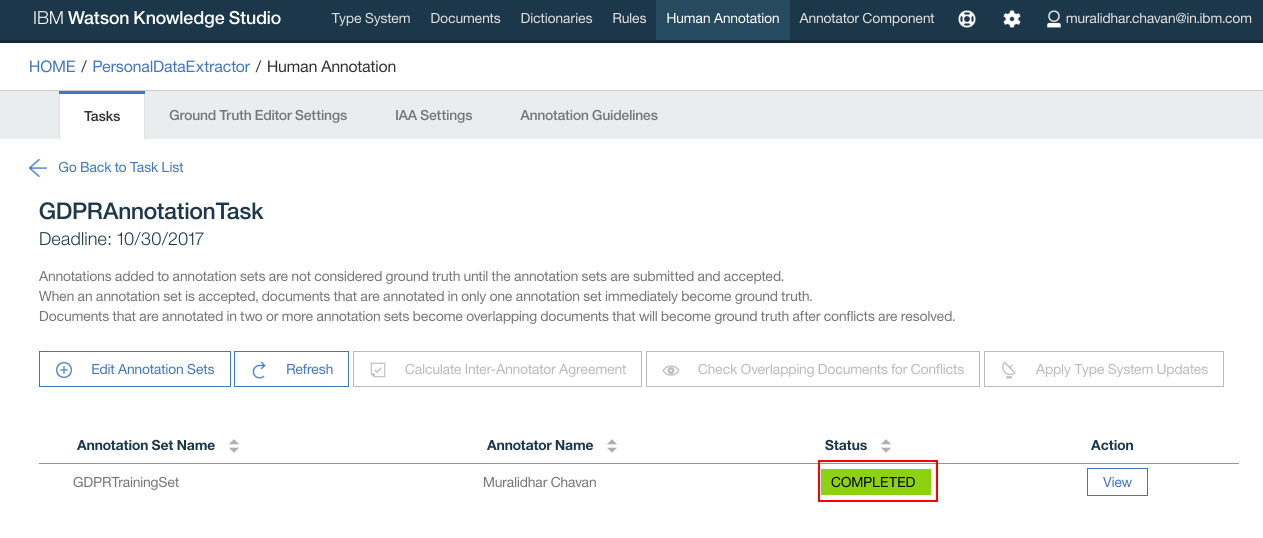 IBM Watson Knowledge Studio Type System Documents Dictionaries Rules Human Annotation Annotator Component muralidhar.chavan@in.ibm.com
HOME / PersonalDataExtractor / Human Annotation
Tasks Ground Truth Editor Settings IAA Settings Annotation Guidelines
Go Back to Task List
GDPRAnnotationTask
Deadline: 10/30/2017
Annotations added to annotation sets are not considered ground truth until the annotation sets are submitted and accepted.
When an annotation set is accepted, documents that are annotated in only one annotation set immediately become ground truth.
Documents that are annotated in two or more annotation sets become overlapping documents that will become ground truth after conflicts are resolved.
Edit Annotation Sets Refresh Calculate Inter-Annotator Agreement Check Overlapping Documents for Conflicts Apply Type System Updates
Annotation Set Name Annotator Name Status Action
GDPRTrainingSet Muralidhar Chavan COMPLETED View